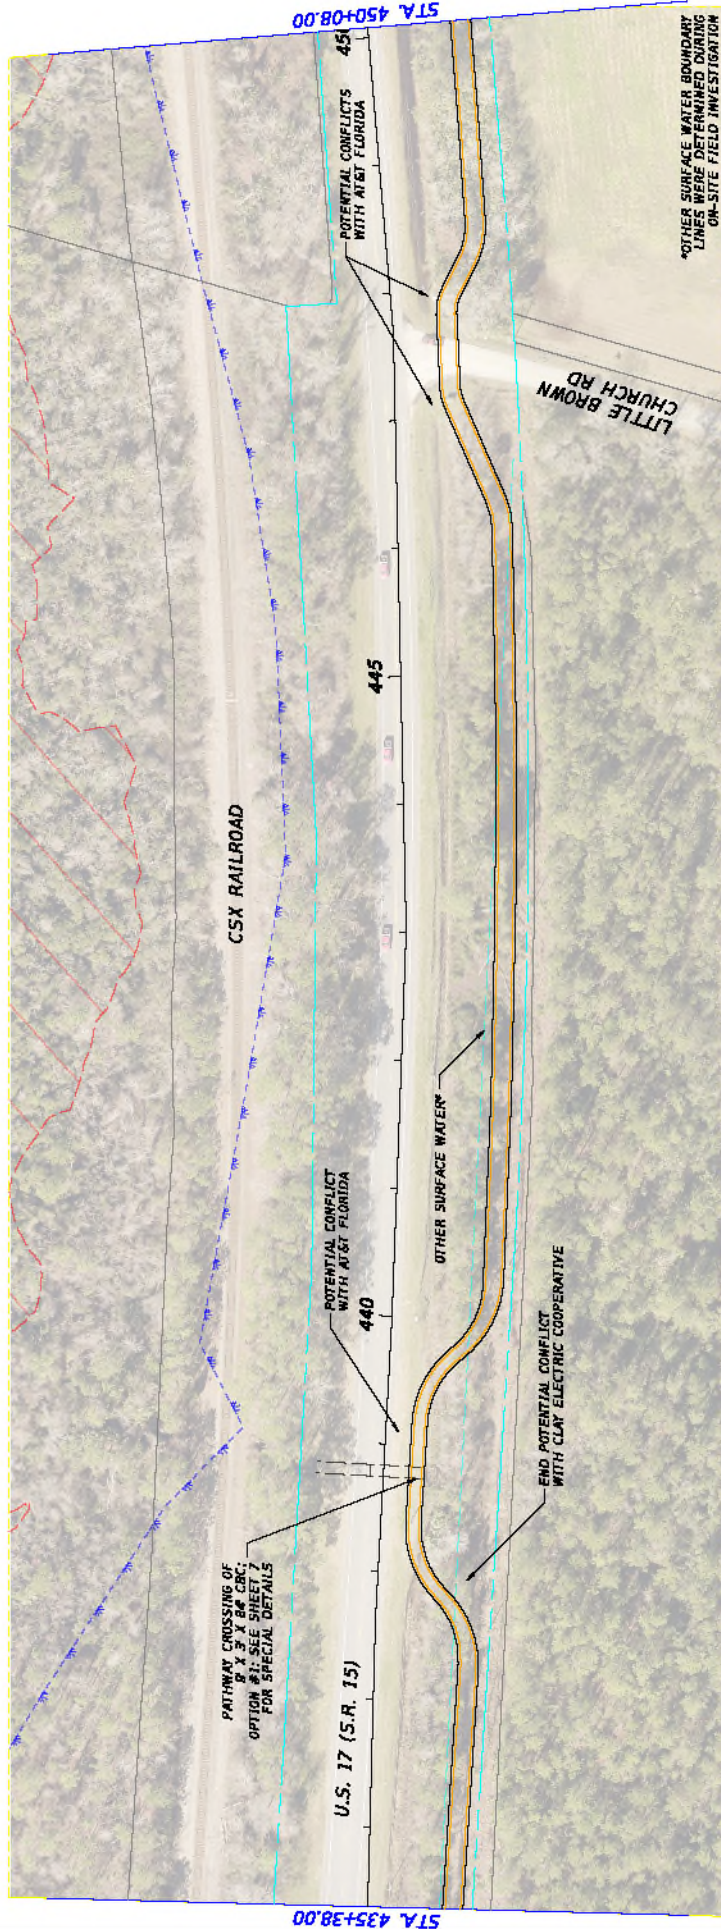 STA. 435+38.00
STA. 450+08.00
CSX RAILROAD
PATHWAY CROSSING OF
X 3' X 84' CBC;
OPTION #1: SEE SHEET 7
FOR SPECIAL DETAILS
POTENTIAL CONFLICT
WITH AT&T FLORIDA
POTENTIAL CONFLICTS
WITH AT&T FLORIDA
U.S. 17 (S.R. 15)
440
445
45
OTHER SURFACE WATER*
END POTENTIAL CONFLICT
WITH CLAY ELECTRIC COOPERATIVE
LITTLE BROWN
CHURCH RD
*OTHER SURFACE WATER BOUNDARY
LINES WERE DETERMINED DURING
ON-SITE FIELD INVESTIGATION